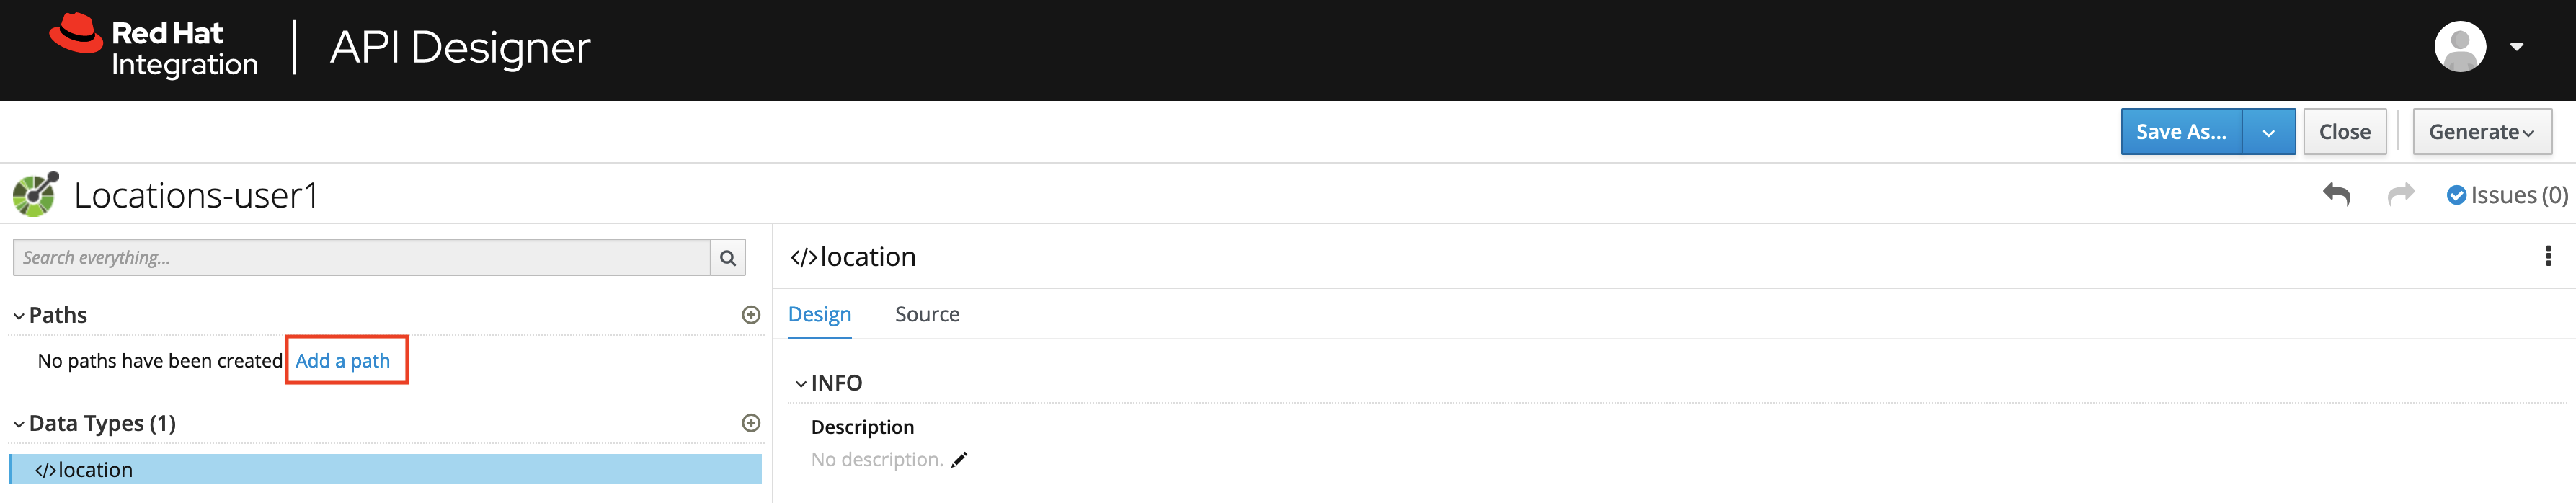 Red Hat
Integration
API Designer
Save As...
Close
Generate
Locations-user1
Issues (0)
Search everything...
</>location
Paths
Design
Source
No paths have been created.
Add a path
INFO
Data Types (1)
Description
No description.
</>location